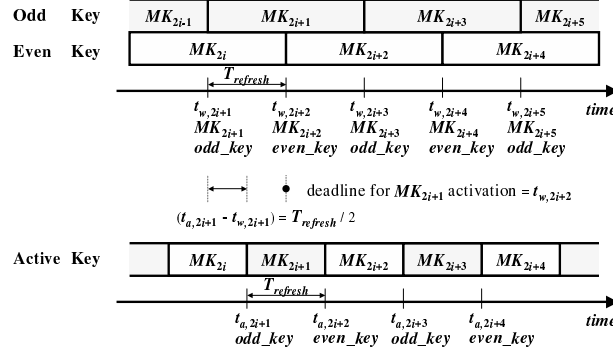 Odd Key MK2i-1 MK2i+1 MK2i+3 MK2i+5
Even Key MK2i MK2i+2 MK2i+4
Trefresh
tw,2i+1 tw,2i+2 tw,2i+3 tw,2i+4 tw,2i+5 time
MK2i+1 MK2i+2 MK2i+3 MK2i+4 MK2i+5
odd_key even_key odd_key even_key odd_key
deadline for MK2i+1 activation = tw,2i+2
(ta,2i+1 - tw,2i+1) = Trefresh / 2
Active Key MK2i MK2i+1 MK2i+2 MK2i+3 MK2i+4
Trefresh
ta,2i+1 ta,2i+2 ta,2i+3 ta,2i+4 time
odd_key even_key odd_key even_key